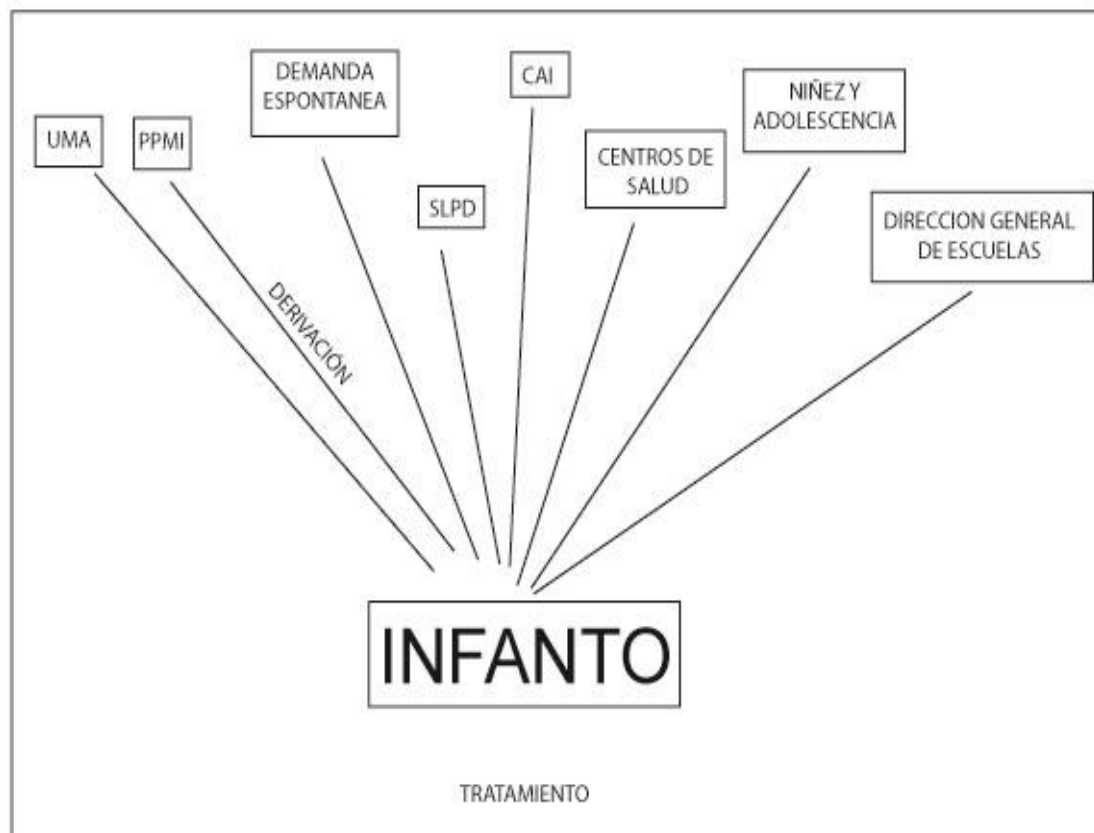 UMA
PPMI
DEMANDA
ESPONTANEA
SLPD
CAI
CENTROS DE
SALUD
NIÑEZ Y
ADOLESCENCIA
DIRECCION GENERAL
DE ESCUELAS
DERIVACIÓN
INFANTO
TRATAMIENTO